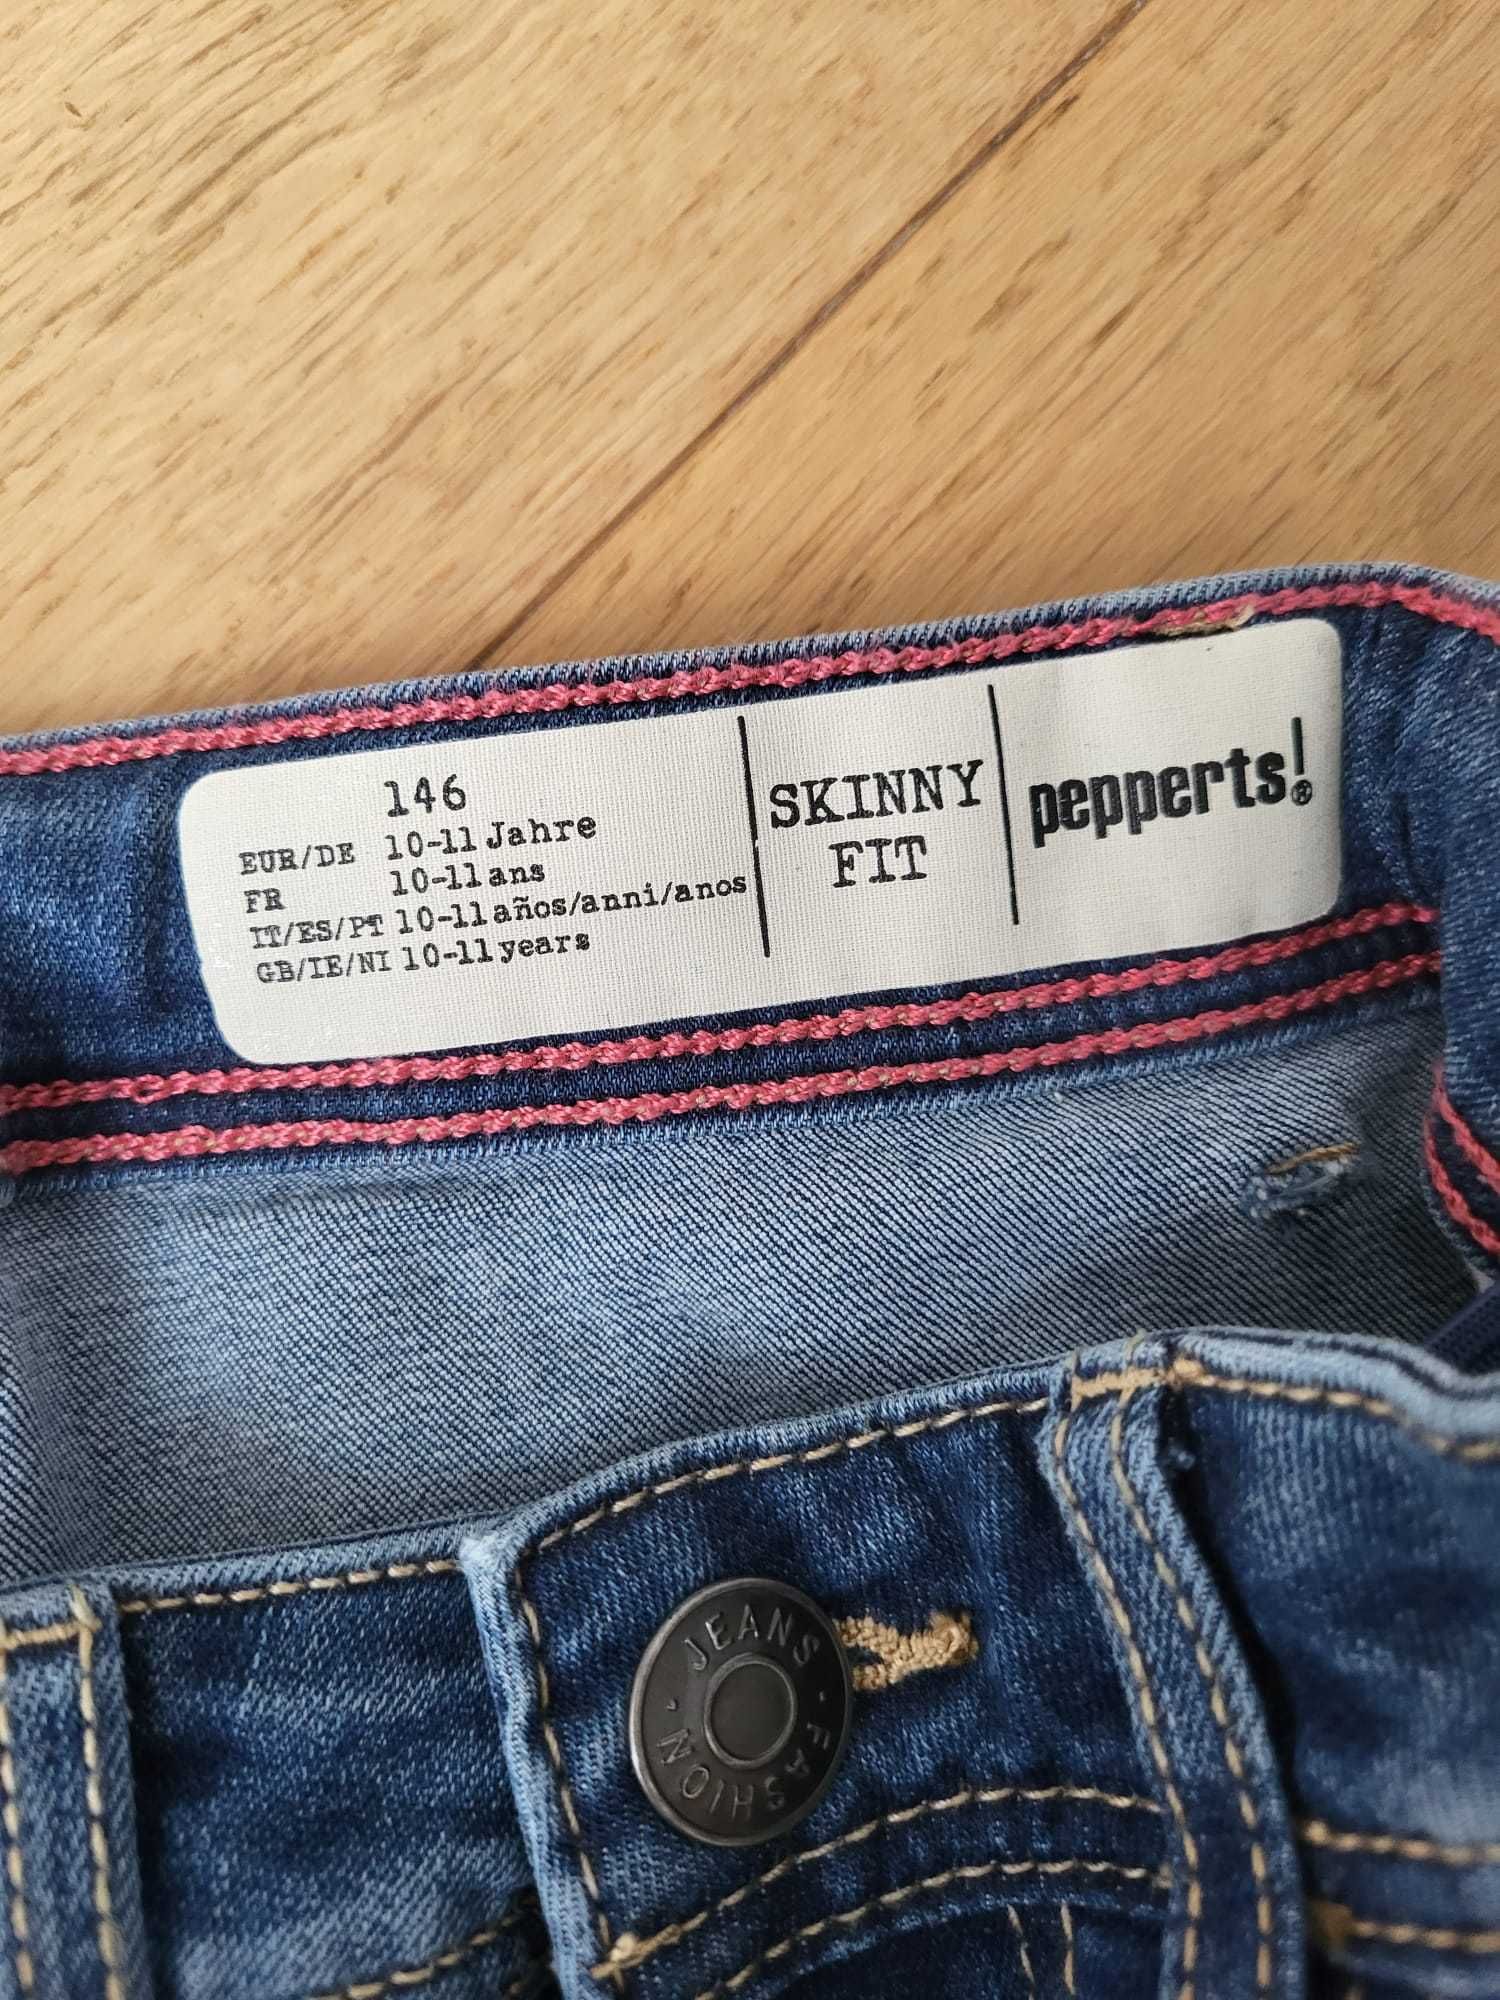 146
EUR/DE 10-11 Jahre
FR 10-11 ans
IT/ES/PT 10-11 años/anni/anos
GB/IE/NI 10-11 years
SKINNY
FIT
pepperts!®
JEANS · FASHION ·